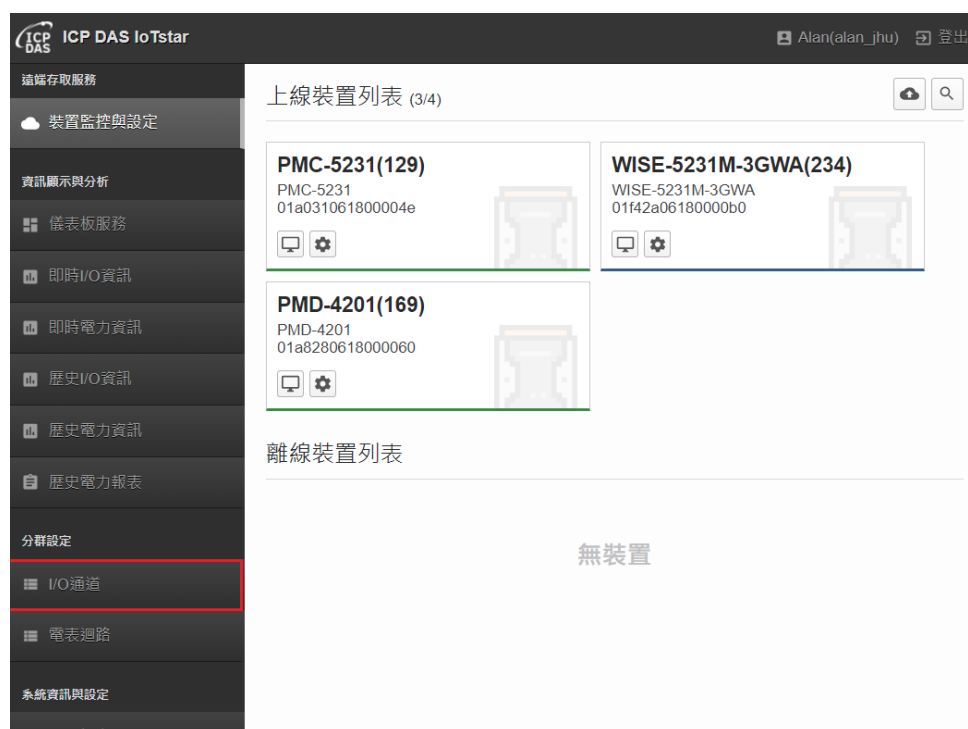 ICP DAS
ICP DAS IoTstar
Alan(alan_jhu)
登出
遠端存取服務
裝置監控與設定
資訊顯示與分析
儀表板服務
即時I/O資訊
即時電力資訊
歷史I/O資訊
歷史電力資訊
歷史電力報表
分群設定
I/O通道
電表迴路
系統資訊與設定
上線裝置列表 (3/4)
PMC-5231(129)
PMC-5231
01a031061800004e
WISE-5231M-3GWA(234)
WISE-5231M-3GWA
01f42a06180000b0
PMD-4201(169)
PMD-4201
01a8280618000060
離線裝置列表
無裝置